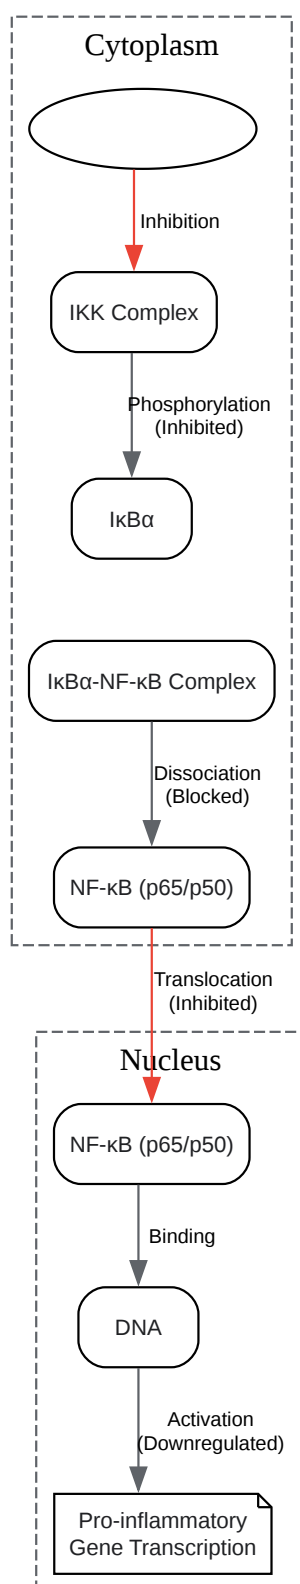 Cytoplasm
Inhibition
IKK Complex
Phosphorylation
(Inhibited)
IκBα
IκBα-NF-κB Complex
Dissociation
(Blocked)
NF-κB (p65/p50)
Translocation
(Inhibited)
Nucleus
NF-κB (p65/p50)
Binding
DNA
Activation
(Downregulated)
Pro-inflammatory
Gene Transcription